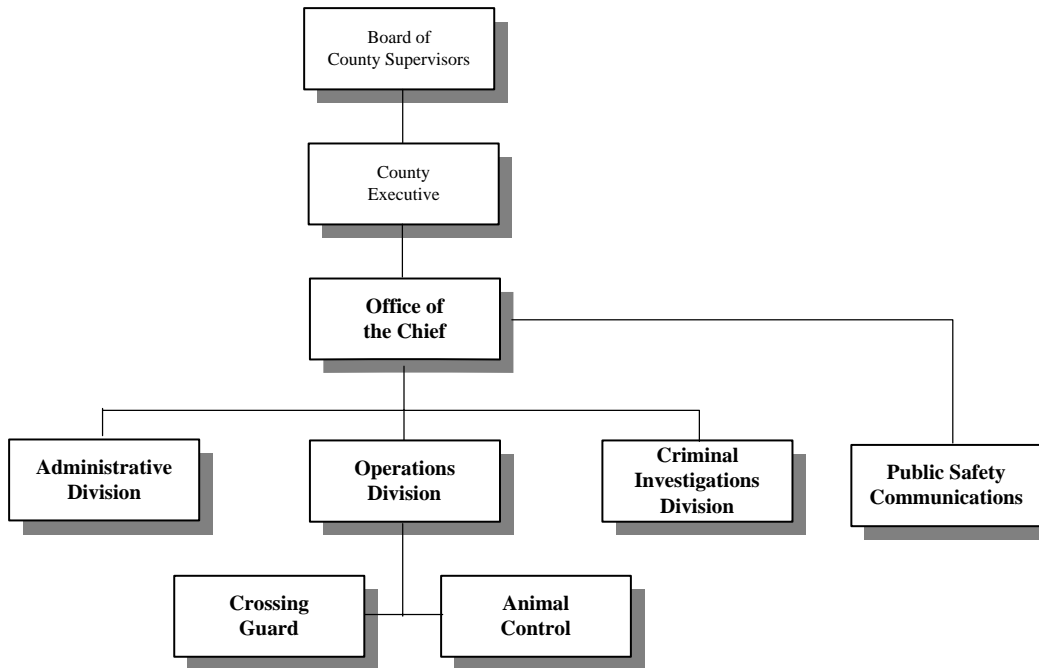 Board of
County Supervisors
County
Executive
Office of
the Chief
Administrative
Division
Operations
Division
Criminal
Investigations
Division
Public Safety
Communications
Crossing
Guard
Animal
Control